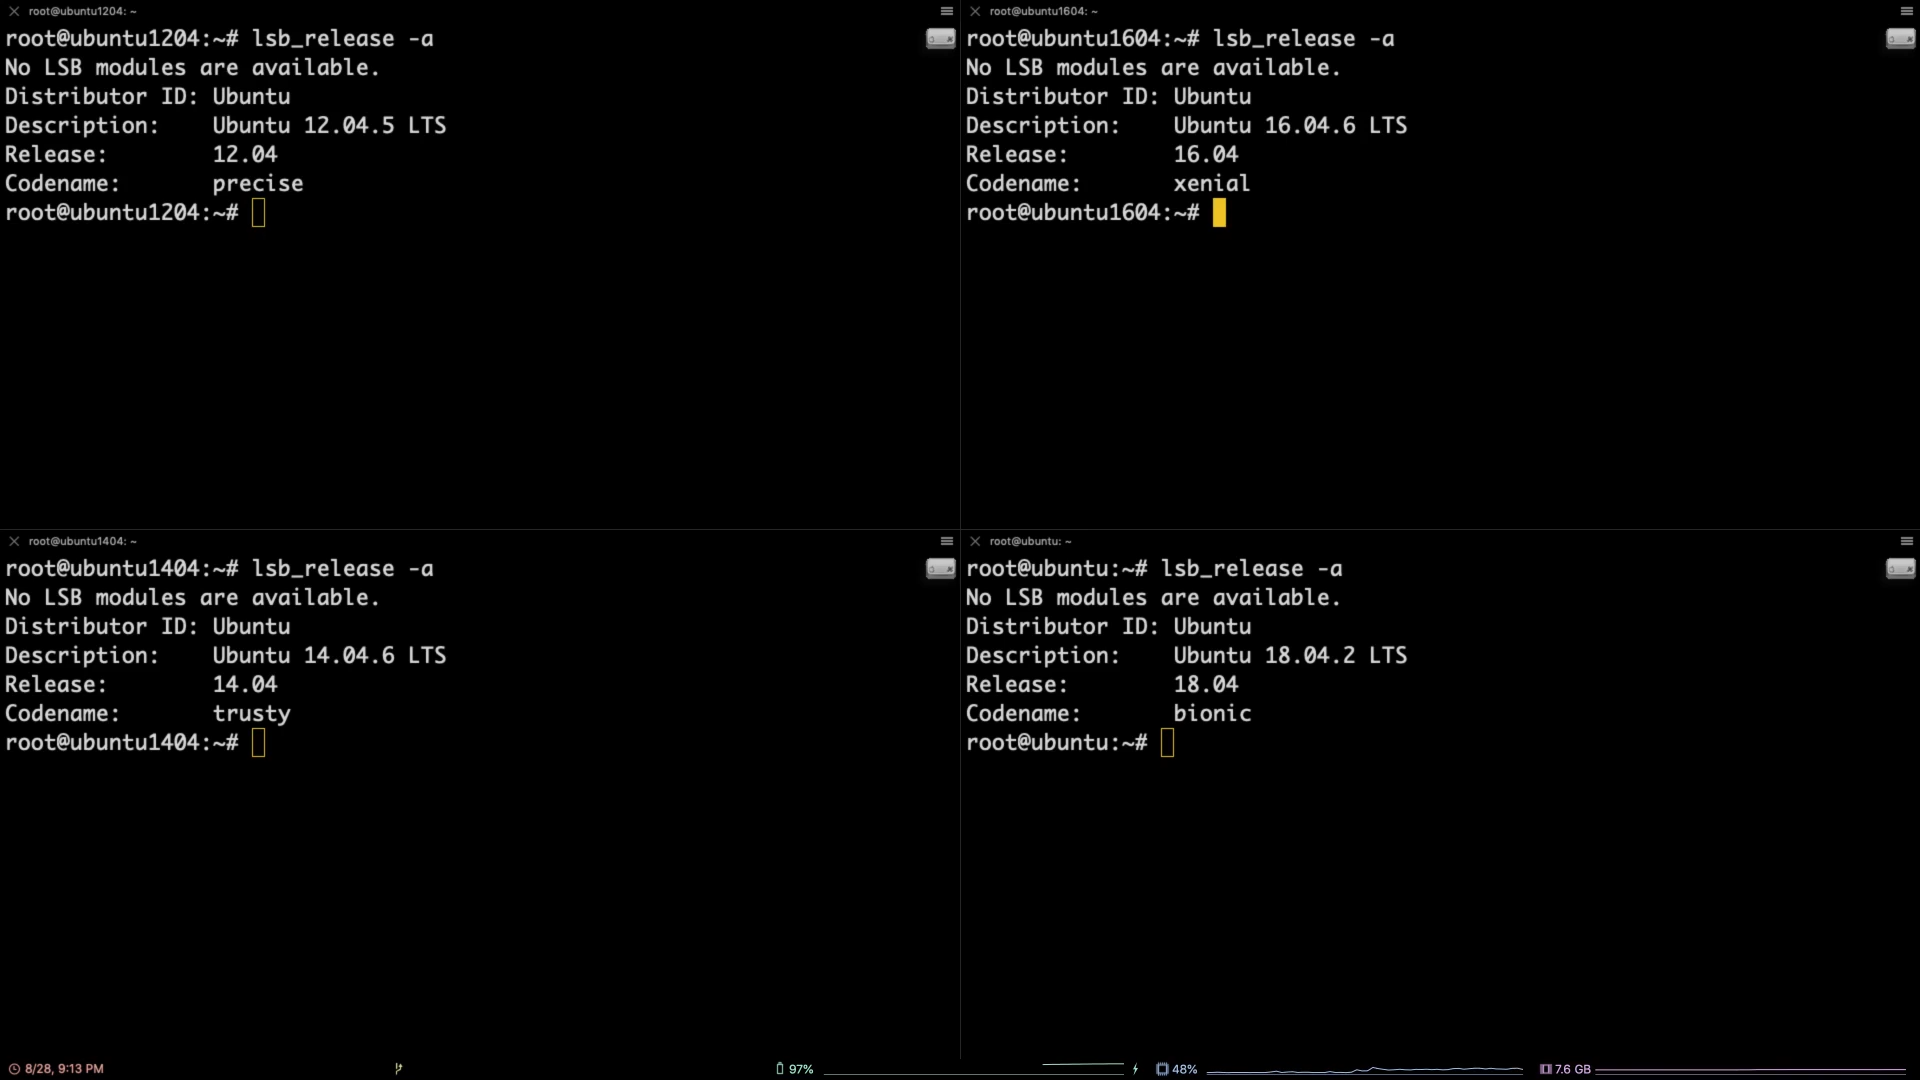 root@ubuntu1204: ~
root@ubuntu1204:~# lsb_release -a
No LSB modules are available.
Distributor ID: Ubuntu
Description:    Ubuntu 12.04.5 LTS
Release:        12.04
Codename:       precise
root@ubuntu1204:~#
root@ubuntu1604: ~
root@ubuntu1604:~# lsb_release -a
No LSB modules are available.
Distributor ID: Ubuntu
Description:    Ubuntu 16.04.6 LTS
Release:        16.04
Codename:       xenial
root@ubuntu1604:~#
root@ubuntu1404: ~
root@ubuntu1404:~# lsb_release -a
No LSB modules are available.
Distributor ID: Ubuntu
Description:    Ubuntu 14.04.6 LTS
Release:        14.04
Codename:       trusty
root@ubuntu1404:~#
root@ubuntu: ~
root@ubuntu:~# lsb_release -a
No LSB modules are available.
Distributor ID: Ubuntu
Description:    Ubuntu 18.04.2 LTS
Release:        18.04
Codename:       bionic
root@ubuntu:~#
8/28, 9:13 PM
97%
48%
7.6 GB